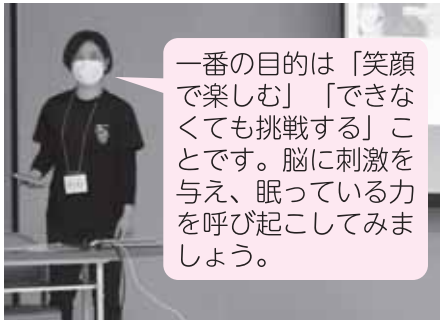 一番の目的は「笑顔
で楽しむ」「できな
くても挑戦する」こ
とです。脳に刺激を
与え、眠っている力
を呼び起こしてみま
しょう。